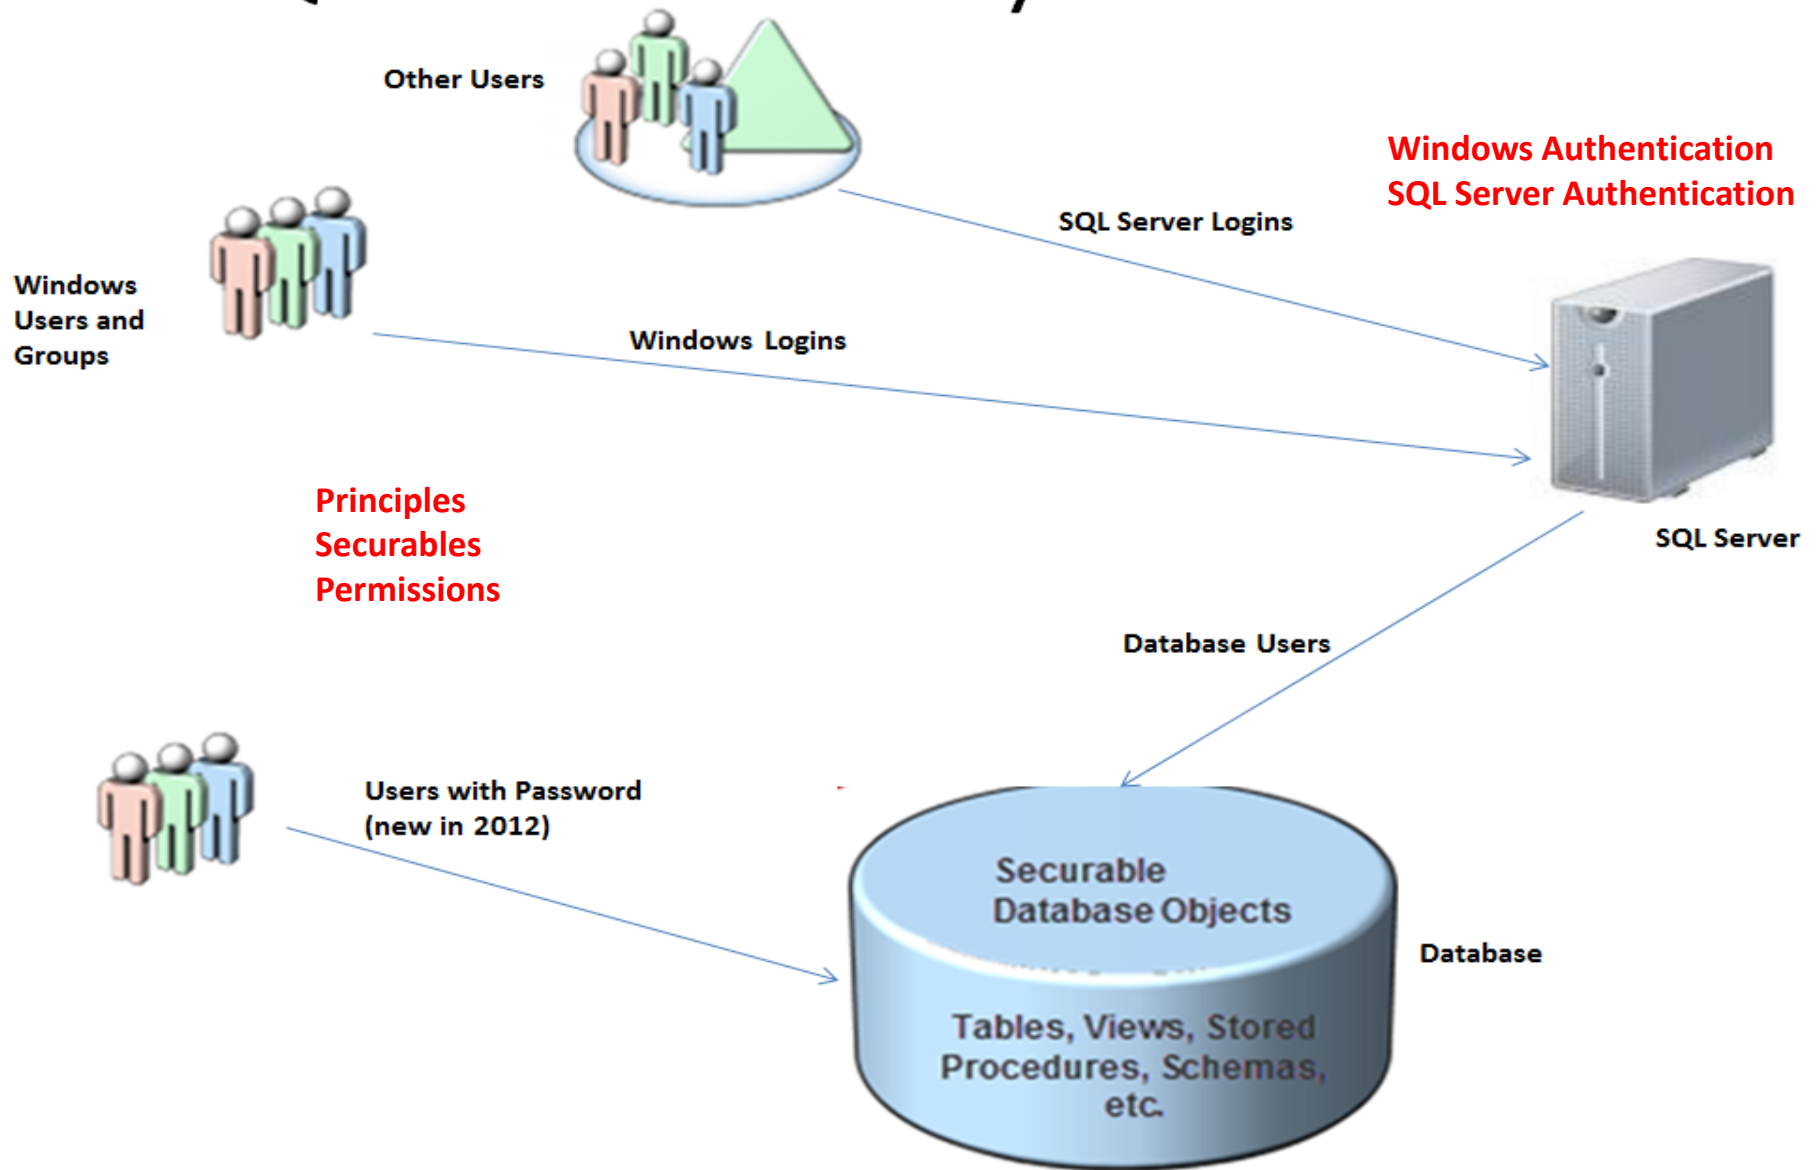 Other Users
Windows Authentication
SQL Server Authentication
SQL Server Logins
Windows
Users and
Groups
Windows Logins
Principles
Securables
Permissions
SQL Server
Database Users
Users with Password
(new in 2012)
Securable
Database Objects
Database
Tables, Views, Stored
Procedures, Schemas,
etc.